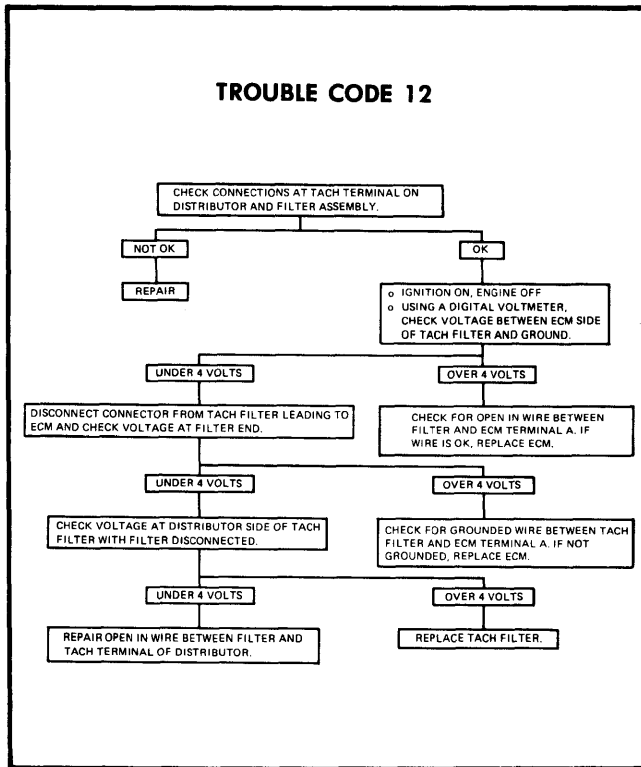 TROUBLE CODE 12
CHECK CONNECTIONS AT TACH TERMINAL ON
DISTRIBUTOR AND FILTER ASSEMBLY.
NOT OK
OK
REPAIR
o IGNITION ON, ENGINE OFF
o USING A DIGITAL VOLTMETER,
CHECK VOLTAGE BETWEEN ECM SIDE
OF TACH FILTER AND GROUND.
UNDER 4 VOLTS
OVER 4 VOLTS
DISCONNECT CONNECTOR FROM TACH FILTER LEADING TO
ECM AND CHECK VOLTAGE AT FILTER END.
CHECK FOR OPEN IN WIRE BETWEEN
FILTER AND ECM TERMINAL A. IF
WIRE IS OK, REPLACE ECM.
UNDER 4 VOLTS
OVER 4 VOLTS
CHECK VOLTAGE AT DISTRIBUTOR SIDE OF TACH
FILTER WITH FILTER DISCONNECTED.
CHECK FOR GROUNDED WIRE BETWEEN TACH
FILTER AND ECM TERMINAL A. IF NOT
GROUNDED, REPLACE ECM.
UNDER 4 VOLTS
OVER 4 VOLTS
REPAIR OPEN IN WIRE BETWEEN FILTER AND
TACH TERMINAL OF DISTRIBUTOR.
REPLACE TACH FILTER.